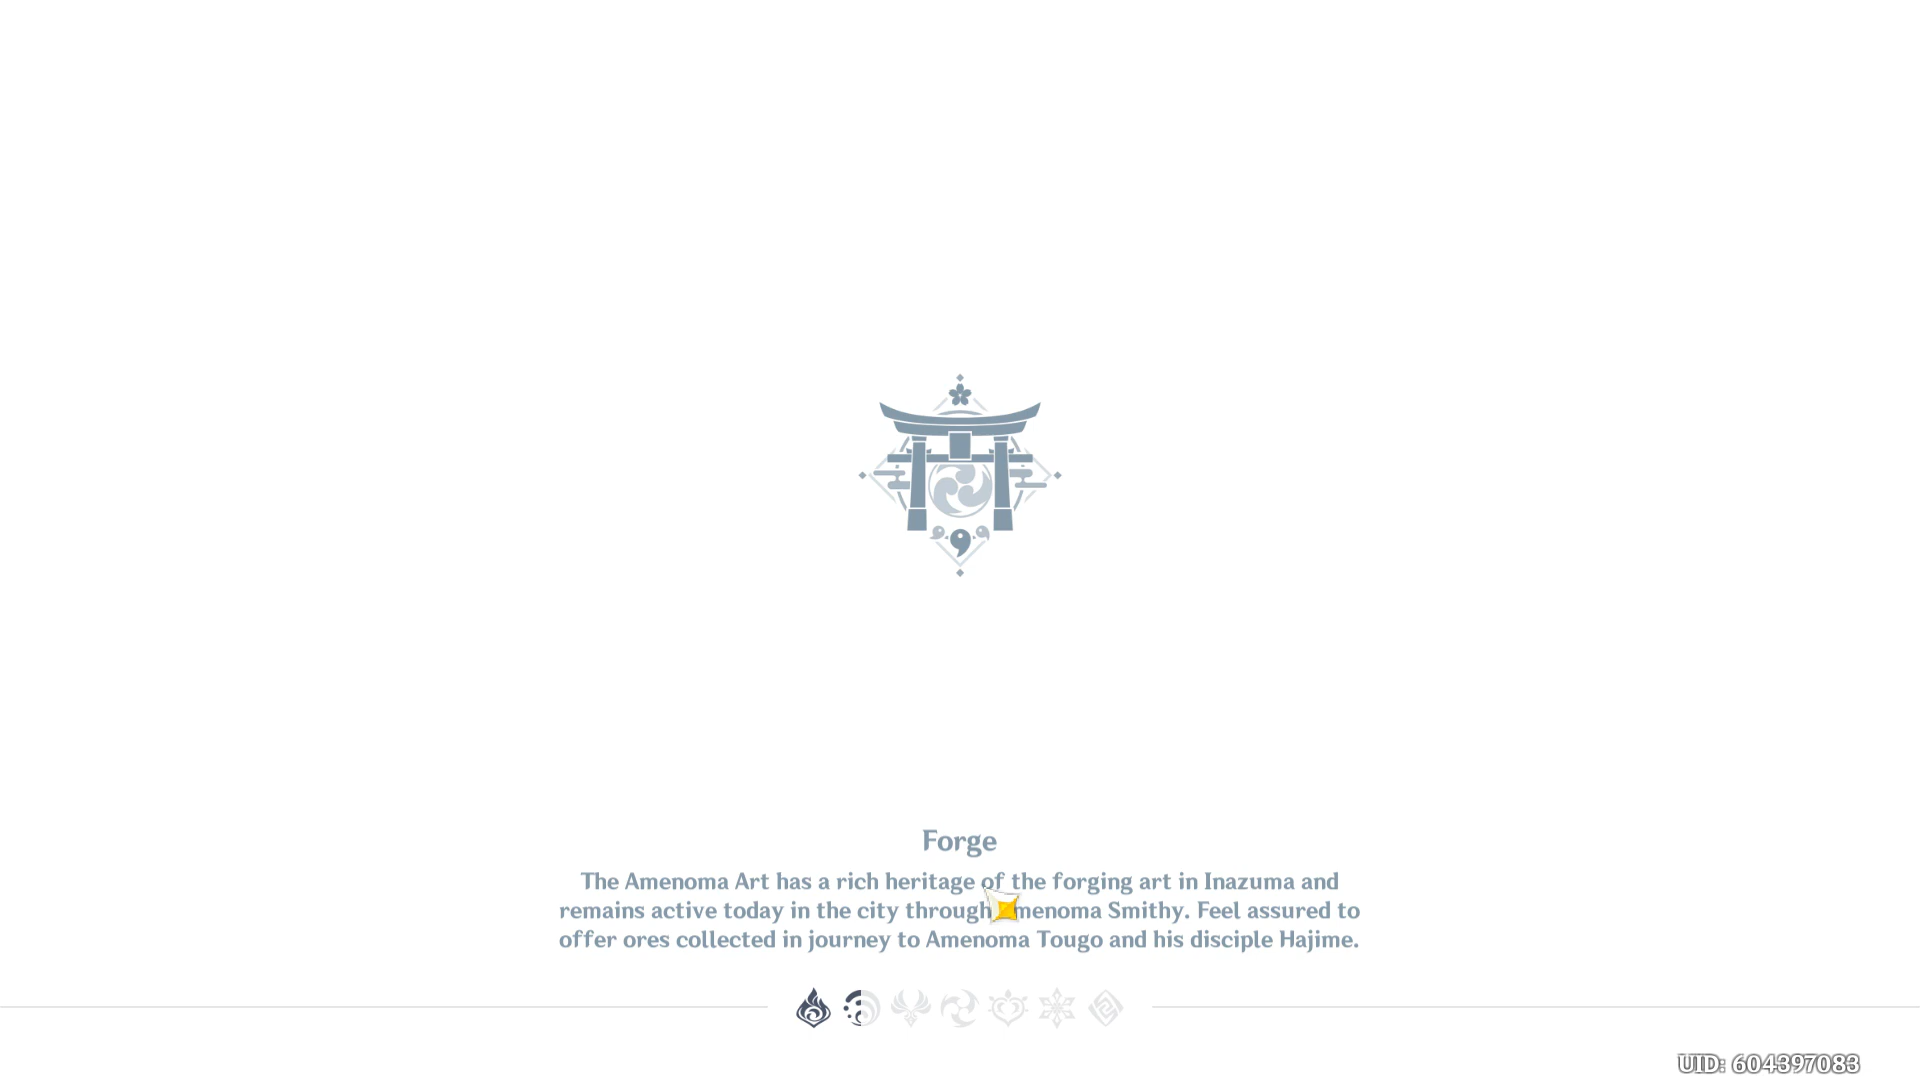 Forge
The Amenoma Art has a rich heritage of the forging art in Inazuma and
remains active today in the city through menoma Smithy. Feel assured to
offer ores collected in journey to Amenoma Tougo and his disciple Hajime.
UID: 604397083